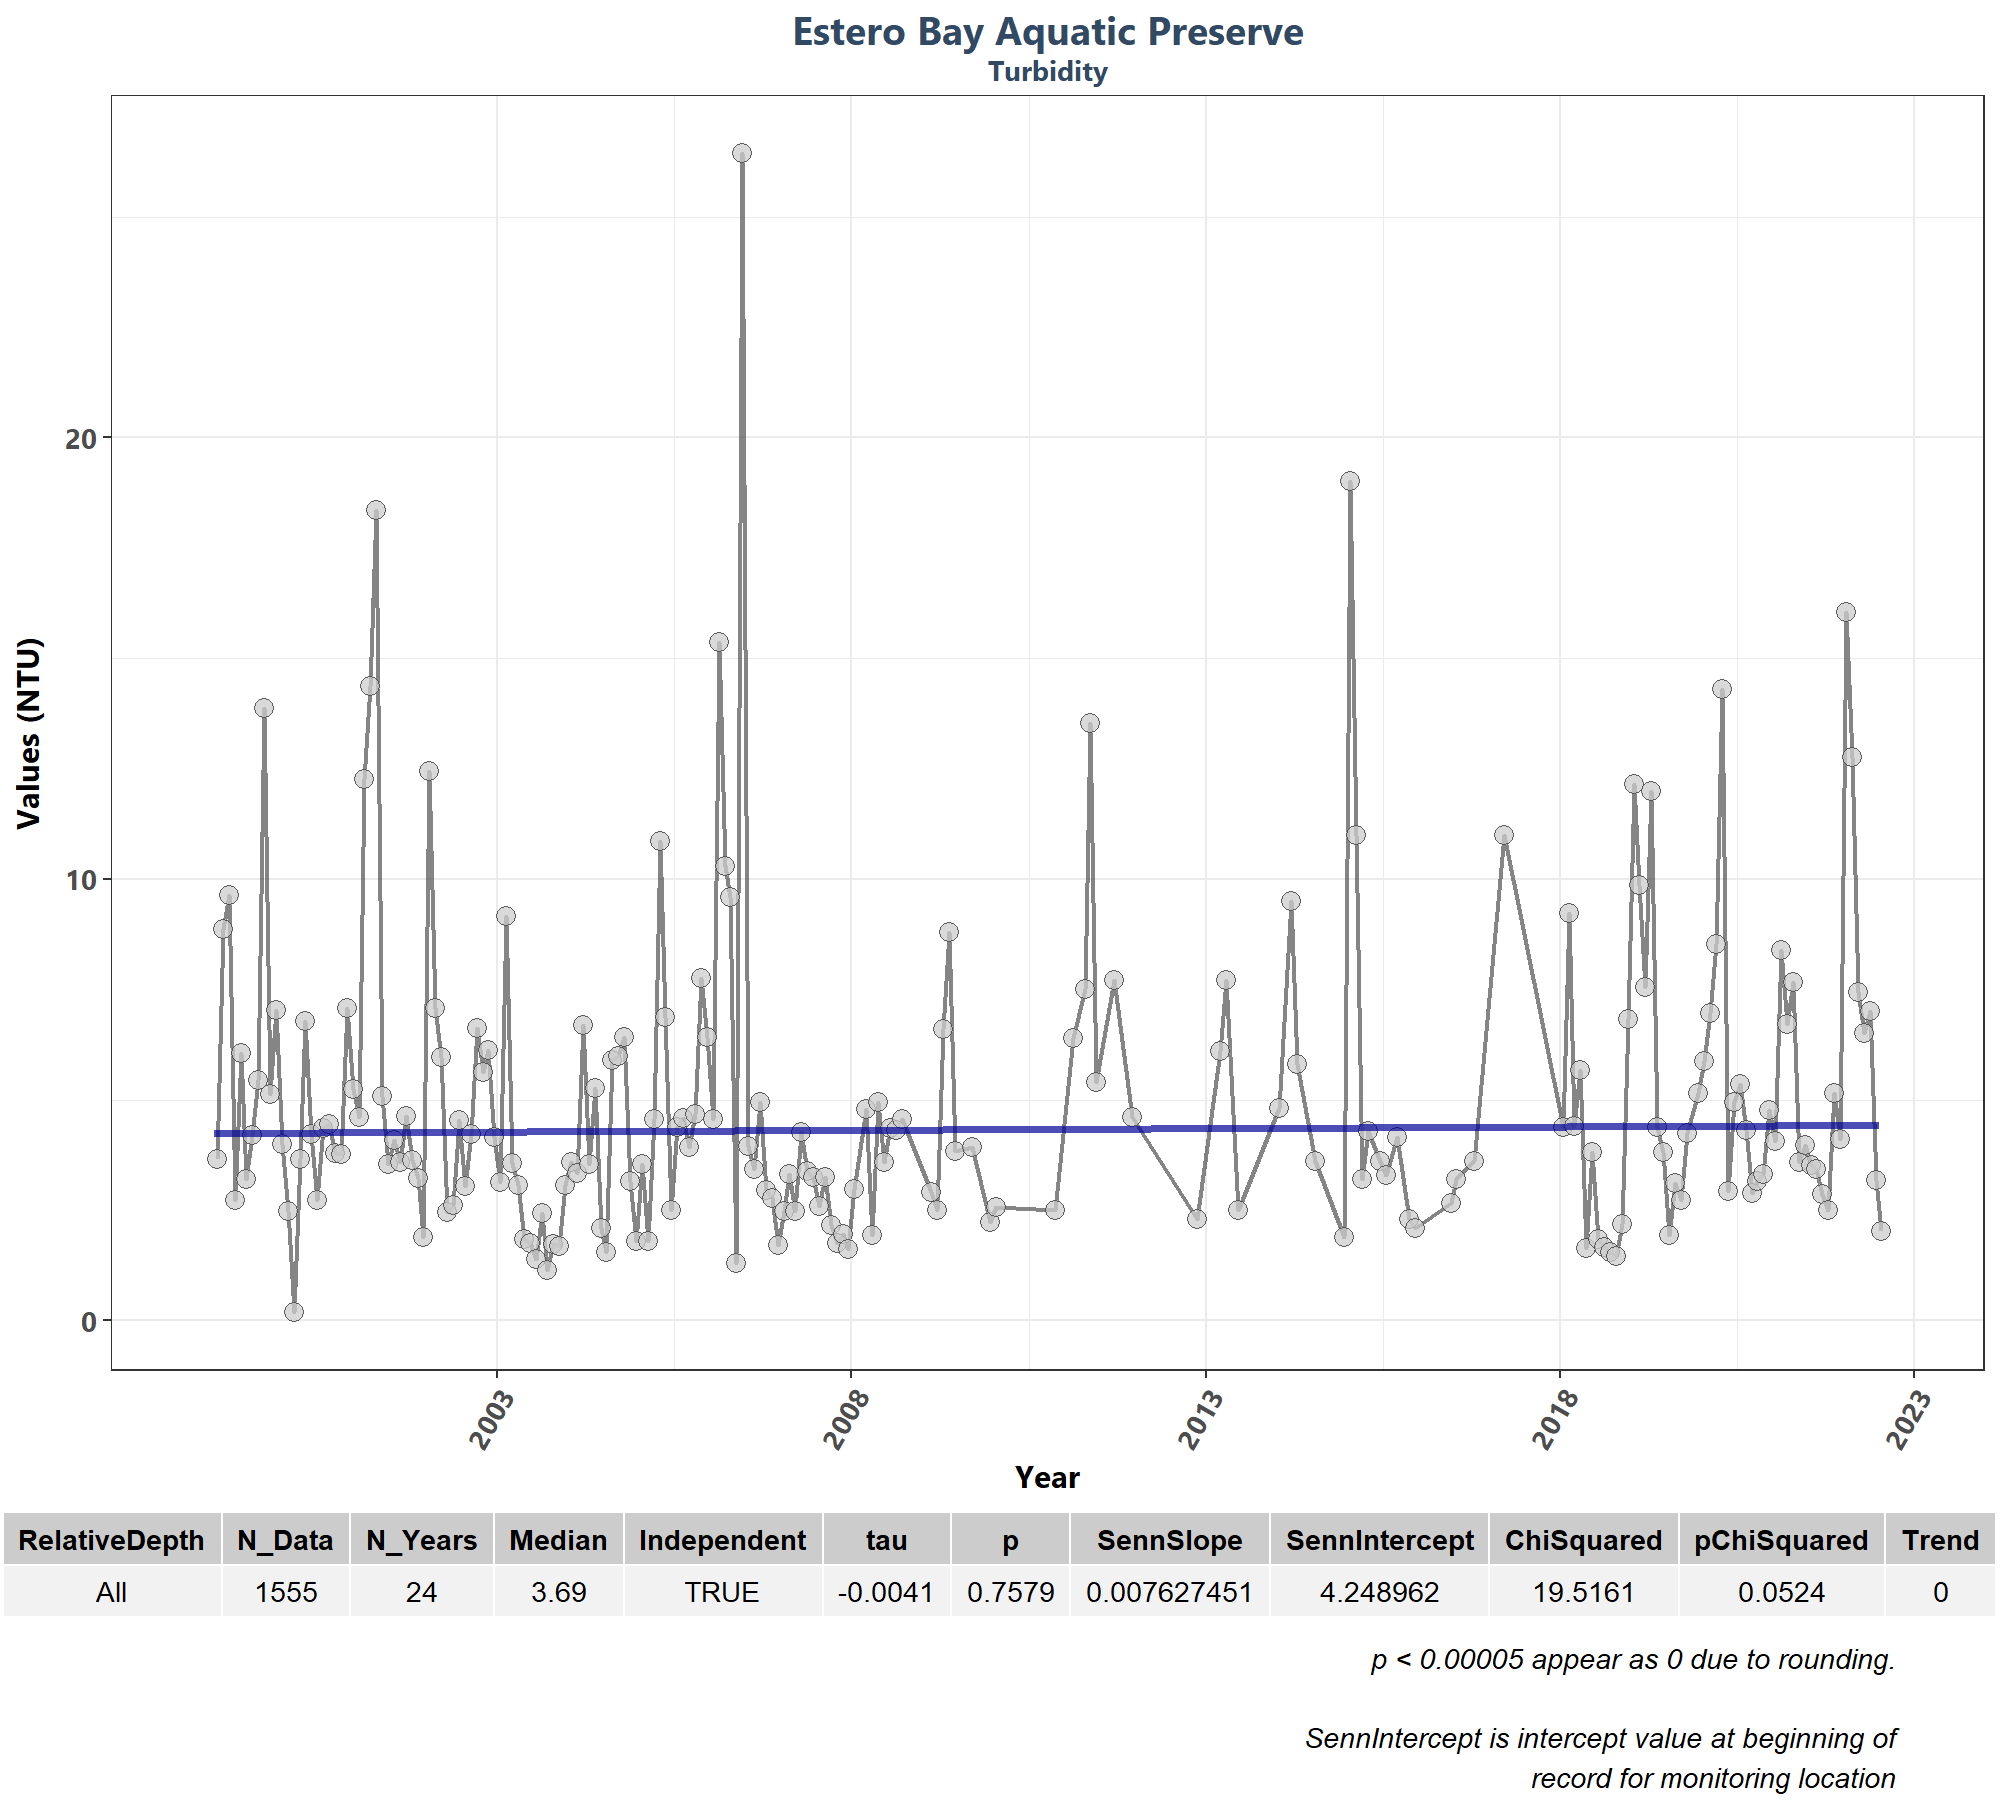 Estero Bay Aquatic Preserve
Turbidity
Values (NTU)
20
10
0
2003 2008 2013 2018 2023
Year
RelativeDepth N_Data N_Years Median Independent tau p SennSlope SennIntercept ChiSquared pChiSquared Trend
All 1555 24 3.69 TRUE -0.0041 0.7579 0.007627451 4.248962 19.5161 0.0524 0
p < 0.00005 appear as 0 due to rounding.
SennIntercept is intercept value at beginning of
record for monitoring location